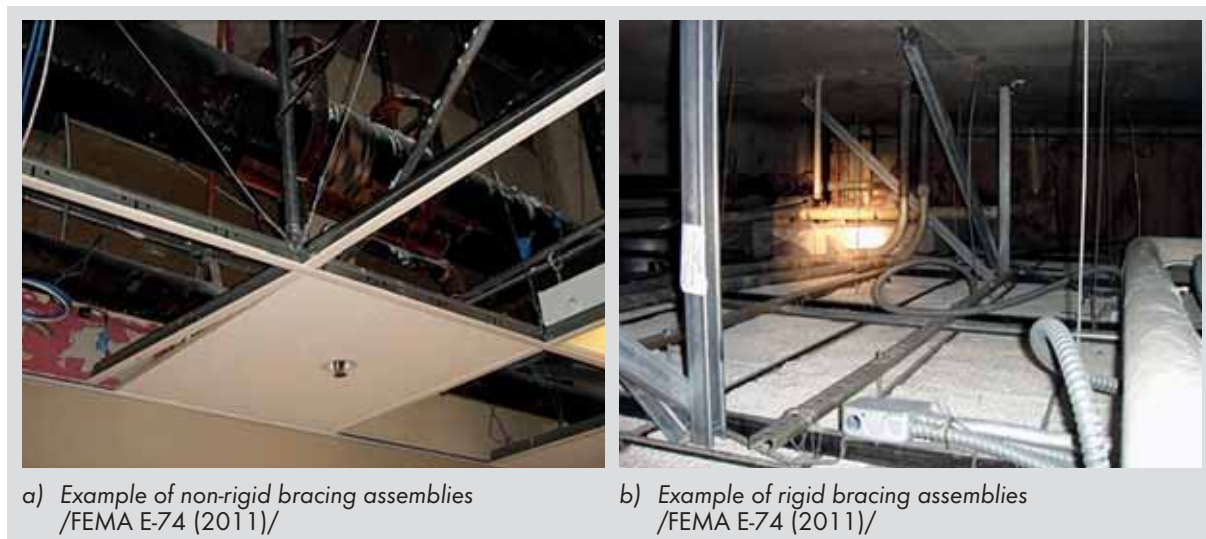 a) Example of non-rigid bracing assemblies
/FEMA E-74 (2011)/
b) Example of rigid bracing assemblies
/FEMA E-74 (2011)/